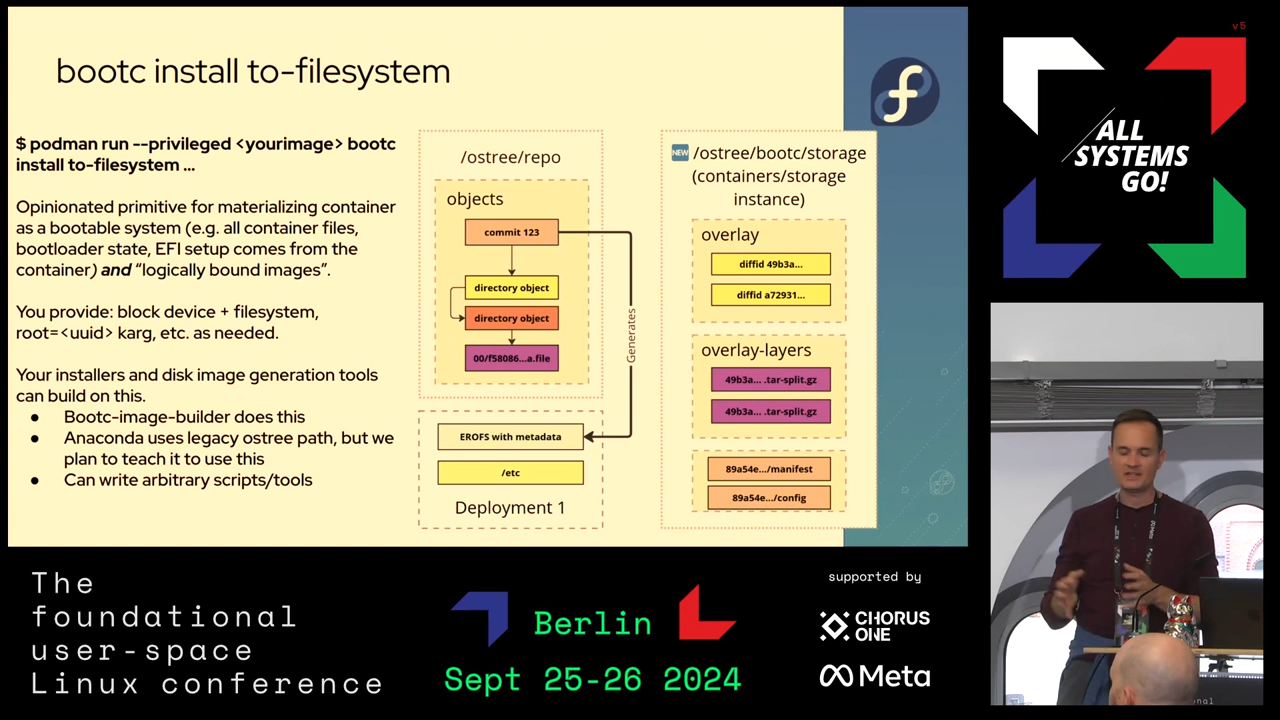 bootc install to-filesystem
$ podman run --privileged <yourimage> bootc
install to-filesystem ...
Opinionated primitive for materializing container
as a bootable system (e.g. all container files,
bootloader state, EFI setup comes from the
container) and “logically bound images”.
You provide: block device + filesystem,
root=<uuid> karg, etc. as needed.
Your installers and disk image generation tools
can build on this.
● Bootc-image-builder does this
● Anaconda uses legacy ostree path, but we
plan to teach it to use this
● Can write arbitrary scripts/tools
/ostree/repo
objects
commit 123
directory object
directory object
00/f58086...a.file
Generates
EROFS with metadata
/etc
Deployment 1
NEW /ostree/bootc/storage
(containers/storage
instance)
overlay
diffid 49b3a...
diffid a72931...
overlay-layers
49b3a... .tar-split.gz
49b3a... .tar-split.gz
89a54e.../manifest
89a54e.../config
v5
ALL
SYSTEMS
GO!
The
foundational
user-space
Linux conference
Berlin
Sept 25-26 2024
supported by
CHORUS
ONE
Meta